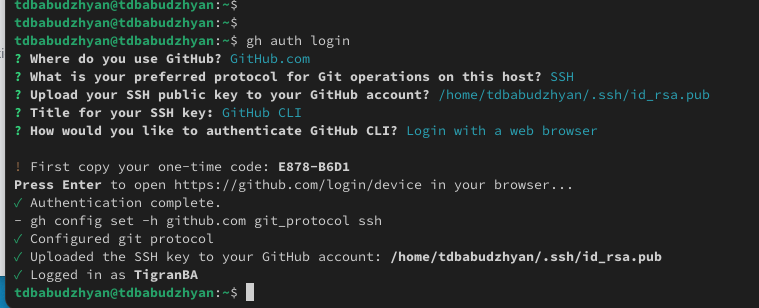 tdbabudzhyan@tdbabudzhyan:~$
tdbabudzhyan@tdbabudzhyan:~$
tdbabudzhyan@tdbabudzhyan:~$ gh auth login
? Where do you use GitHub? GitHub.com
? What is your preferred protocol for Git operations on this host? SSH
? Upload your SSH public key to your GitHub account? /home/tdbabudzhyan/.ssh/id_rsa.pub
? Title for your SSH key: GitHub CLI
? How would you like to authenticate GitHub CLI? Login with a web browser
! First copy your one-time code: E878-B6D1
Press Enter to open https://github.com/login/device in your browser...
✓ Authentication complete.
- gh config set -h github.com git_protocol ssh
✓ Configured git protocol
✓ Uploaded the SSH key to your GitHub account: /home/tdbabudzhyan/.ssh/id_rsa.pub
✓ Logged in as TigranBA
tdbabudzhyan@tdbabudzhyan:~$